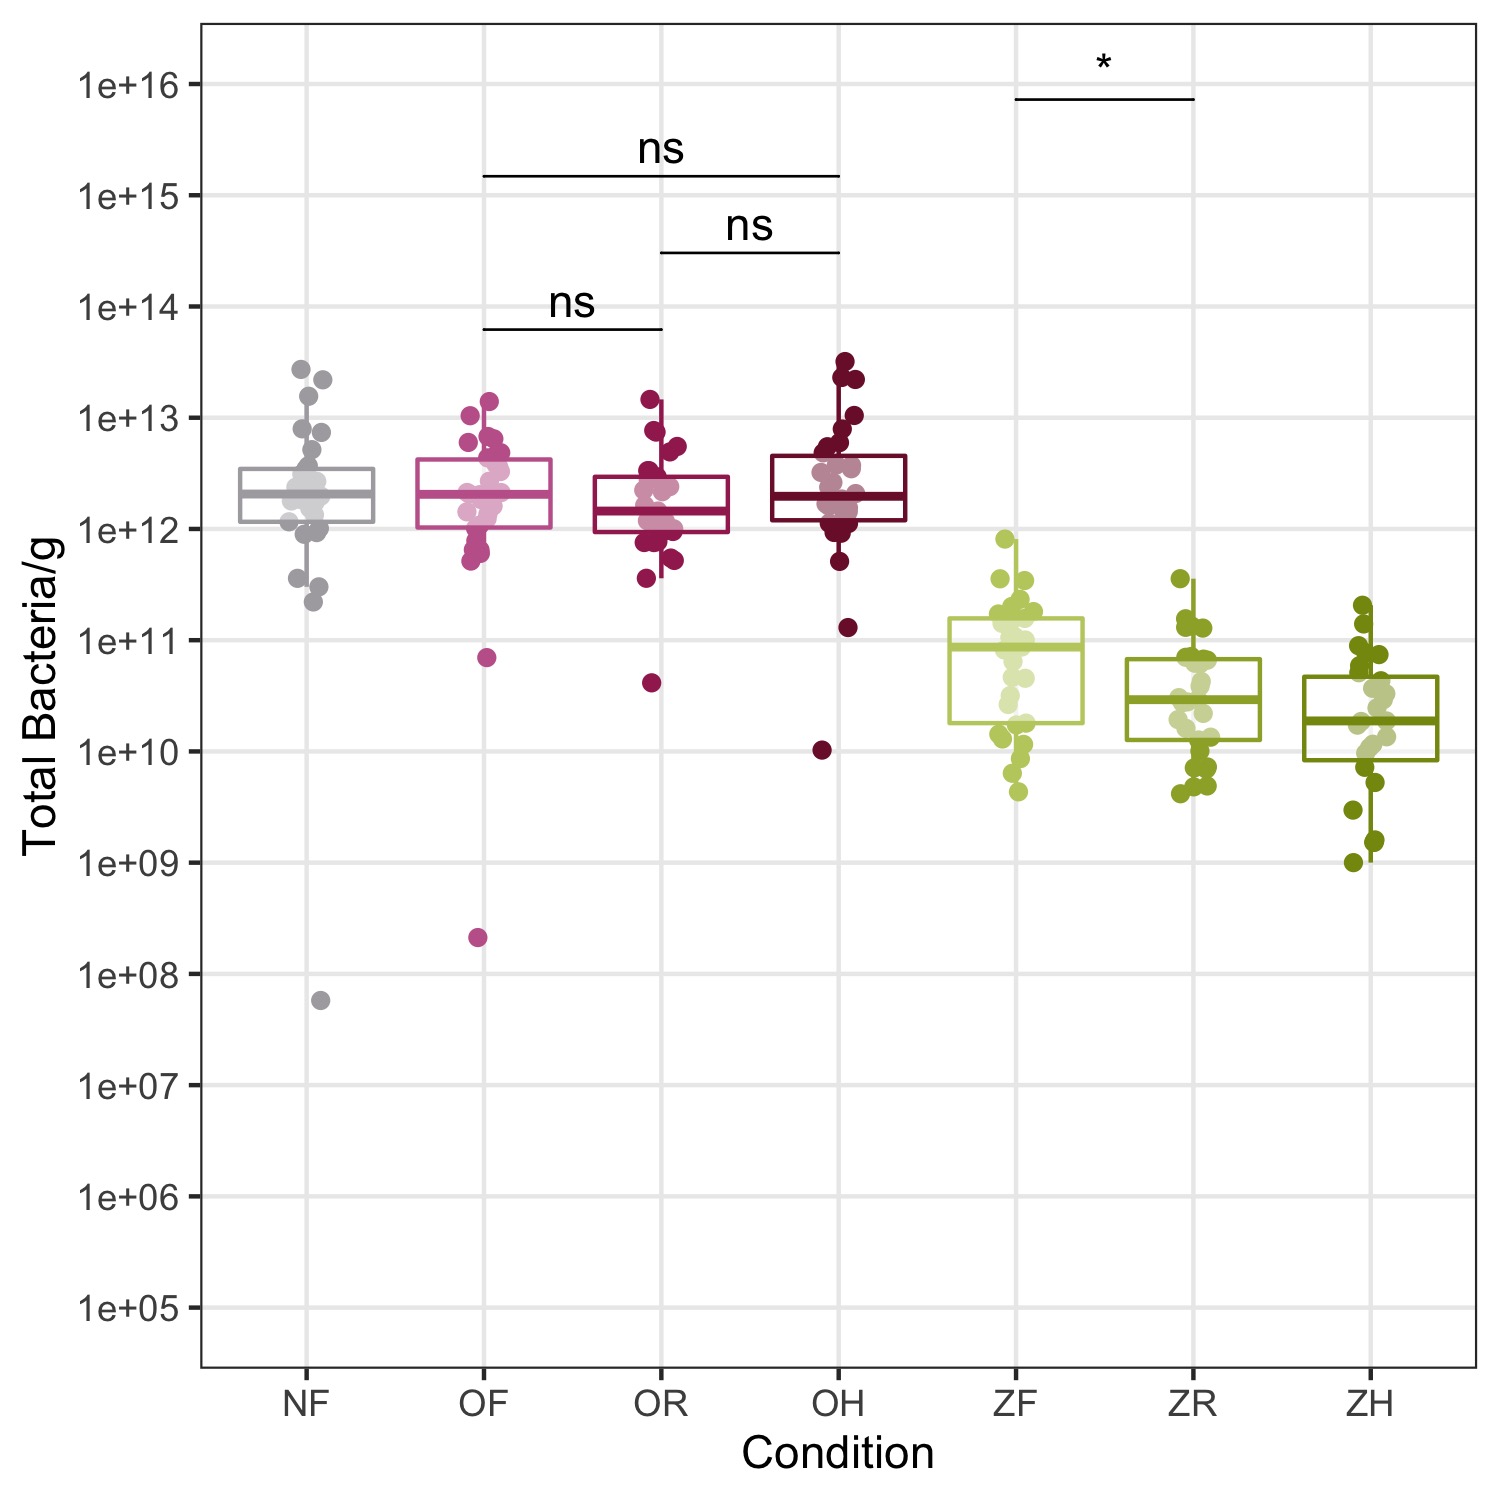 *
1e+16
ns
1e+15
ns
ns
1e+14
1e+13
1e+12
1e+11
1e+10
1e+09
1e+08
1e+07
1e+06
1e+05
Total Bacteria/g
NF OF OR OH ZF ZR ZH
Condition